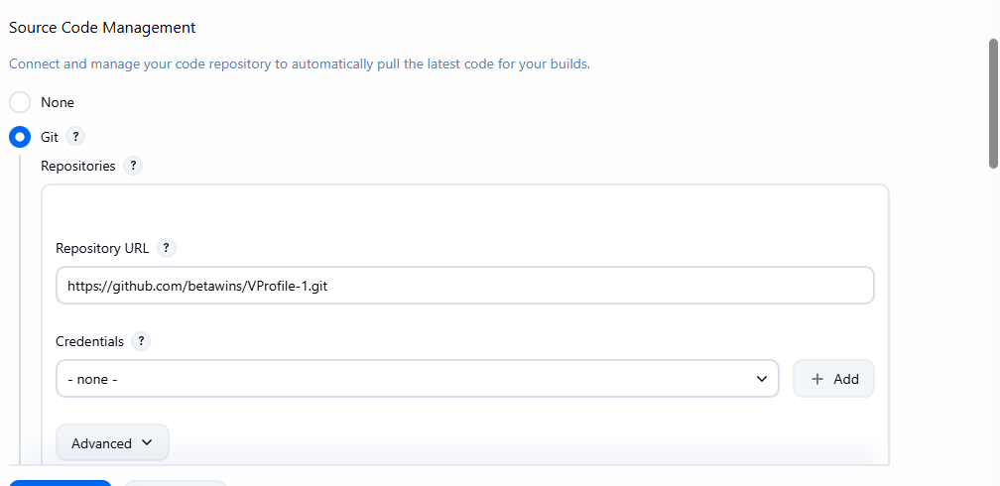 Source Code Management
Connect and manage your code repository to automatically pull the latest code for your builds.
None
Git ?
Repositories ?
Repository URL ?
https://github.com/betawins/VProfile-1.git
Credentials ?
- none -
+ Add
Advanced